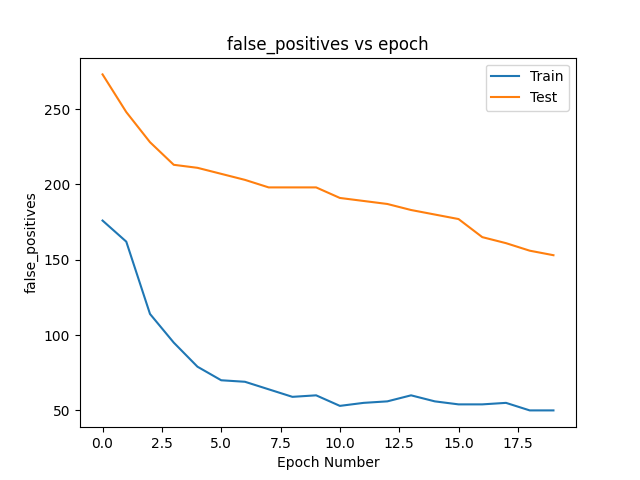 false_positives vs epoch
Train
Test
250
200
150
100
50
false_positives
0.0 2.5 5.0 7.5 10.0 12.5 15.0 17.5
Epoch Number